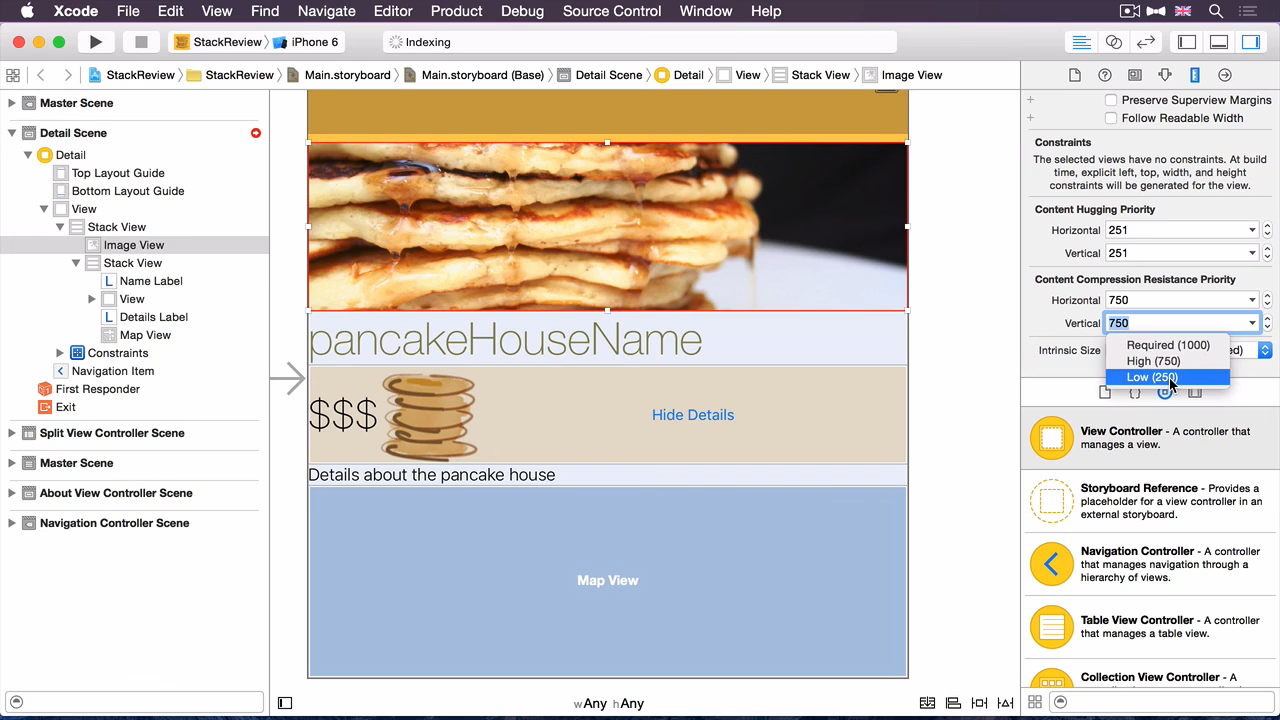 Xcode File Edit View Find Navigate Editor Product Debug Source Control Window Help
StackReview iPhone 6 Indexing
StackReview StackReview Main.storyboard Main.storyboard (Base) Detail Scene Detail View Stack View Image View
Master Scene
Detail Scene
Detail
Top Layout Guide
Bottom Layout Guide
View
Stack View
Image View
Stack View
L Name Label
View
L Details Label
Map View
Constraints
Navigation Item
First Responder
Exit
Split View Controller Scene
Master Scene
About View Controller Scene
Navigation Controller Scene
pancakeHouseName
$$$ Hide Details
Details about the pancake house
Map View
wAny hAny
Preserve Superview Margins
Follow Readable Width
Constraints
The selected views have no constraints. At build
time, explicit left, top, width, and height
constraints will be generated for the view.
Content Hugging Priority
Horizontal 251
Vertical 251
Content Compression Resistance Priority
Horizontal 750
Vertical 750
Required (1000)
Intrinsic Size
High (750)
Low (250)
View Controller - A controller that
manages a view.
Storyboard Reference - Provides a
placeholder for a view controller in an
external storyboard.
Navigation Controller - A controller
that manages navigation through a
hierarchy of views.
Table View Controller - A controller
that manages a table view.
Collection View Controller - A